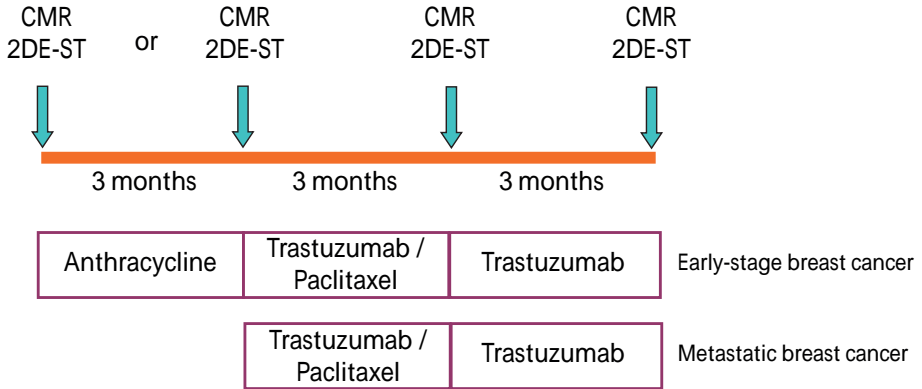 CMR
2DE-ST
or
CMR
2DE-ST
CMR
2DE-ST
CMR
2DE-ST
3 months
3 months
3 months
Anthracycline
Trastuzumab /
Paclitaxel
Trastuzumab
Early-stage breast cancer
Trastuzumab /
Paclitaxel
Trastuzumab
Metastatic breast cancer